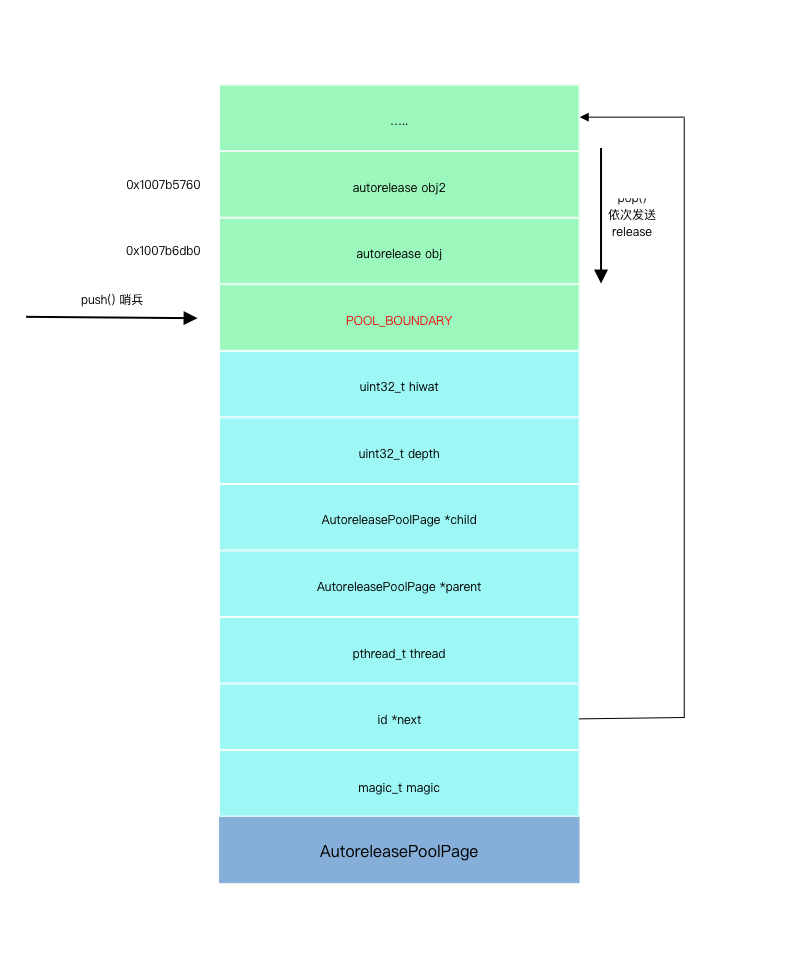 …..
0x1007b5760
autorelease obj2
pop()
依次发送
release
0x1007b6db0
autorelease obj
push() 哨兵
POOL_BOUNDARY
uint32_t hiwat
uint32_t depth
AutoreleasePoolPage *child
AutoreleasePoolPage *parent
pthread_t thread
id *next
magic_t magic
AutoreleasePoolPage